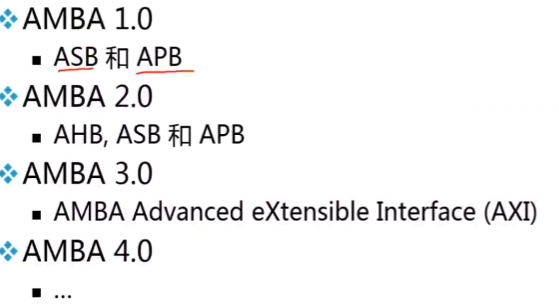 AMBA 1.0
ASB 和 APB
AMBA 2.0
AHB, ASB 和 APB
AMBA 3.0
AMBA Advanced eXtensible Interface (AXI)
AMBA 4.0
...